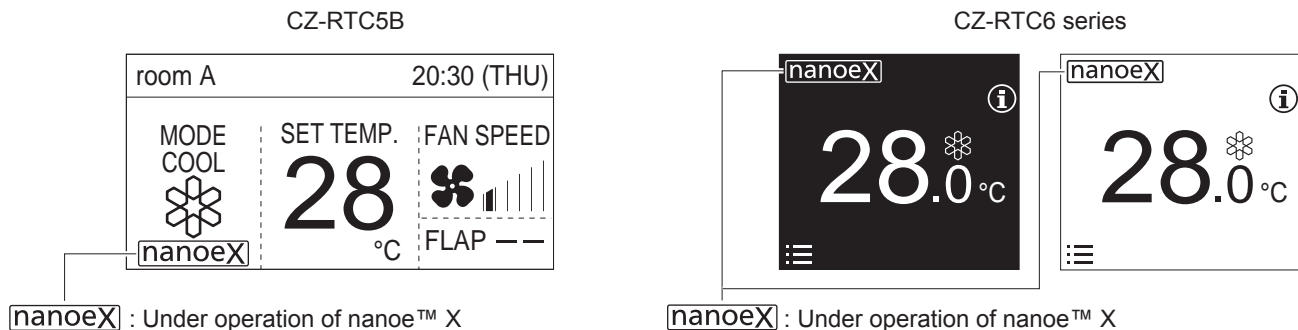 CZ-RTC5B
room A 20:30 (THU)
MODE
COOL
nanoeX
SET TEMP.
28
°C
FAN SPEED
FLAP – –
nanoeX : Under operation of nanoe™ X
CZ-RTC6 series
nanoeX
i
28.0 °C
nanoeX
i
28.0 °C
nanoeX : Under operation of nanoe™ X